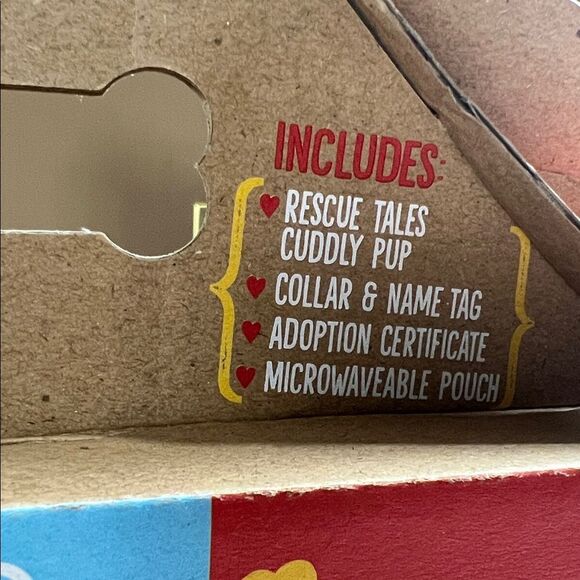 INCLUDES:
RESCUE TALES
CUDDLY PUP
COLLAR & NAME TAG
ADOPTION CERTIFICATE
MICROWAVEABLE POUCH